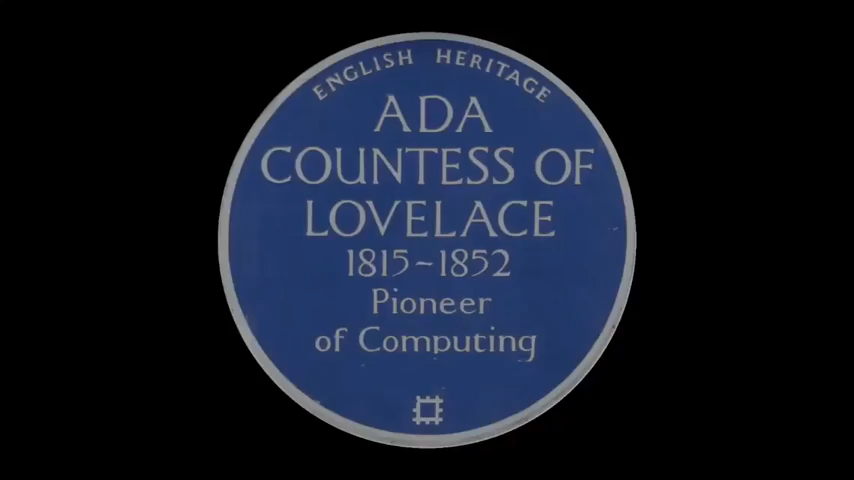 ENGLISH HERITAGE
ADA
COUNTESS OF
LOVELACE
1815~1852
Pioneer
of Computing